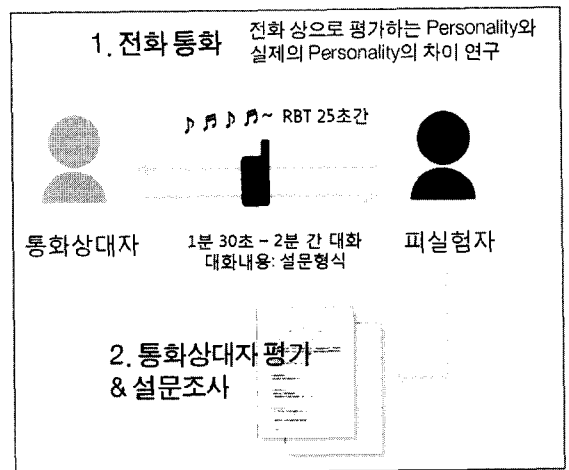 1. 전화 통화
전화 상으로 평가하는 Personality와
실제의 Personality의 차이 연구
♪ ♬ ♪ ♬~ RBT 25초간
통화상대자
1분 30초 – 2분 간 대화
대화내용: 설문형식
피실험자
2. 통화상대자 평가
& 설문조사